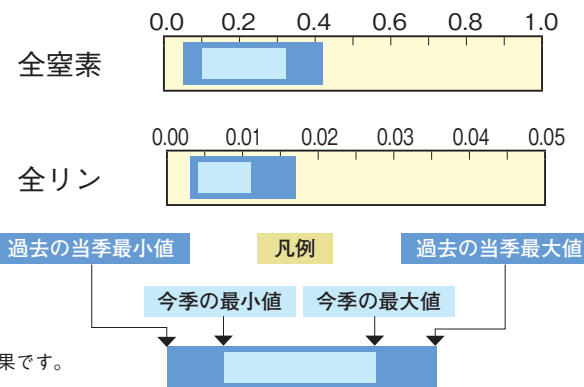 0.0 0.2 0.4 0.6 0.8 1.0
全窒素
0.00 0.01 0.02 0.03 0.04 0.05
全リン
過去の当季最小値 凡例 過去の当季最大値
今季の最小値 今季の最大値
果です。